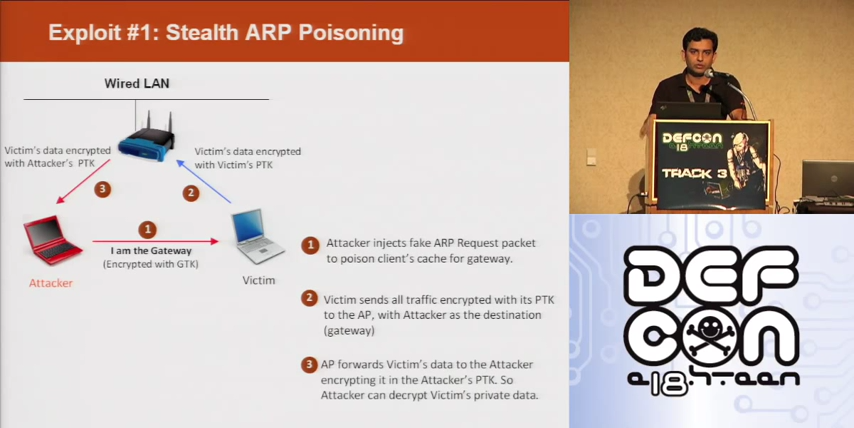 Exploit #1: Stealth ARP Poisoning
Wired LAN
Victim's data encrypted
with Attacker's PTK
Victim's data encrypted
with Victim's PTK
3
2
1
I am the Gateway
(Encrypted with GTK)
Attacker
Victim
1 Attacker injects fake ARP Request packet
to poison client's cache for gateway.
2 Victim sends all traffic encrypted with its PTK
to the AP, with Attacker as the destination
(gateway)
3 AP forwards Victim's data to the Attacker
encrypting it in the Attacker's PTK. So
Attacker can decrypt Victim's private data.
DEFCON
18
TRACK 3
DEF
CON
e18h.teen